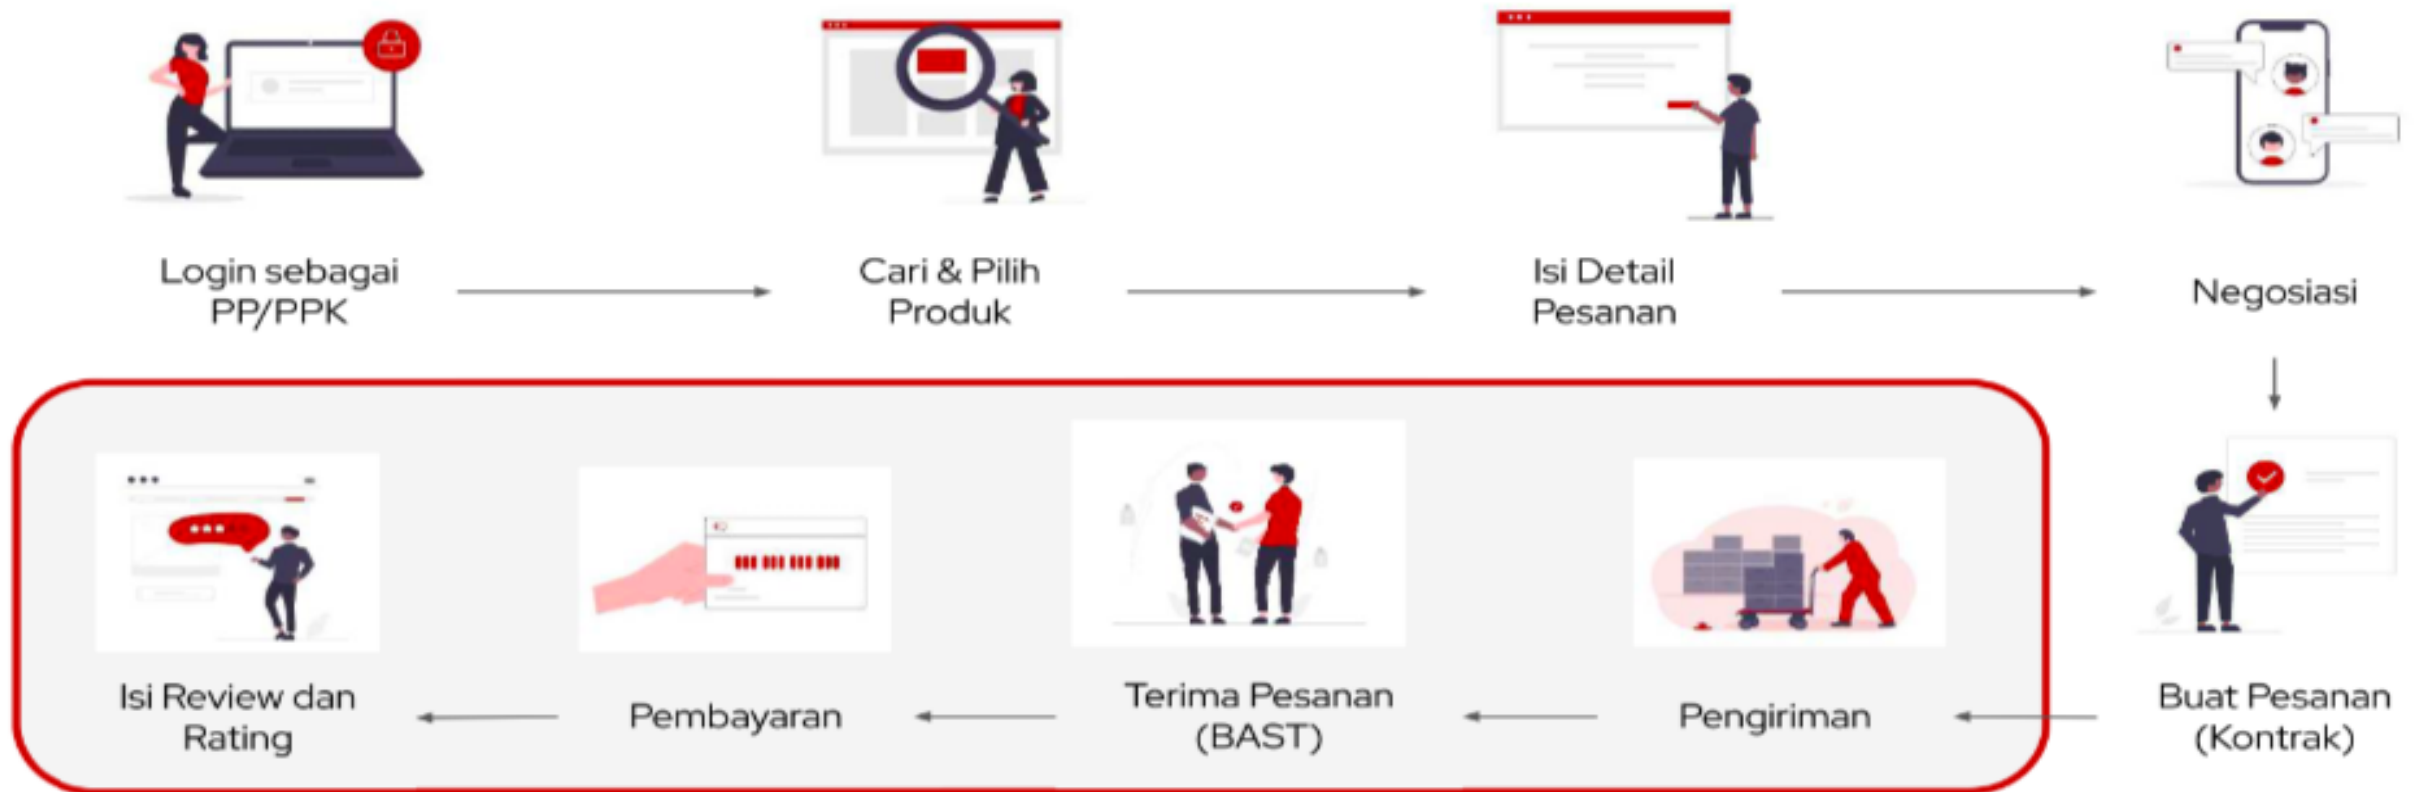 Login sebagai
PP/PPK
Cari & Pilih
Produk
Isi Detail
Pesanan
Negosiasi
Buat Pesanan
(Kontrak)
Pengiriman
Terima Pesanan
(BAST)
Pembayaran
Isi Review dan
Rating